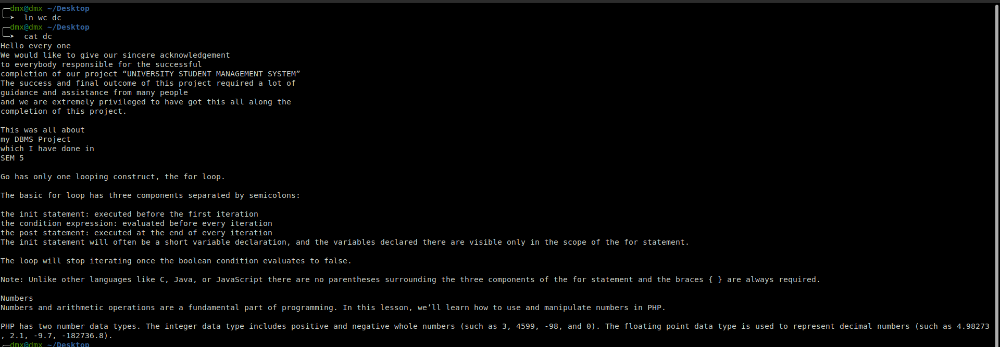 dmx@dmx ~/Desktop
ln wc dc
dmx@dmx ~/Desktop
cat dc
Hello every one
We would like to give our sincere acknowledgement
to everybody responsible for the successful
completion of our project “UNIVERSITY STUDENT MANAGEMENT SYSTEM”
The success and final outcome of this project required a lot of
guidance and assistance from many people
and we are extremely privileged to have got this all along the
completion of this project.
This was all about
my DBMS Project
which I have done in
SEM 5
Go has only one looping construct, the for loop.
The basic for loop has three components separated by semicolons:
the init statement: executed before the first iteration
the condition expression: evaluated before every iteration
the post statement: executed at the end of every iteration
The init statement will often be a short variable declaration, and the variables declared there are visible only in the scope of the for statement.
The loop will stop iterating once the boolean condition evaluates to false.
Note: Unlike other languages like C, Java, or JavaScript there are no parentheses surrounding the three components of the for statement and the braces { } are always required.
Numbers
Numbers and arithmetic operations are a fundamental part of programming. In this lesson, we’ll learn how to use and manipulate numbers in PHP.
PHP has two number data types. The integer data type includes positive and negative whole numbers (such as 3, 4599, -98, and 0). The floating point data type is used to represent decimal numbers (such as 4.98273
, 2.1, -9.7, -182736.8).
dmx@dmx ~/Desktop